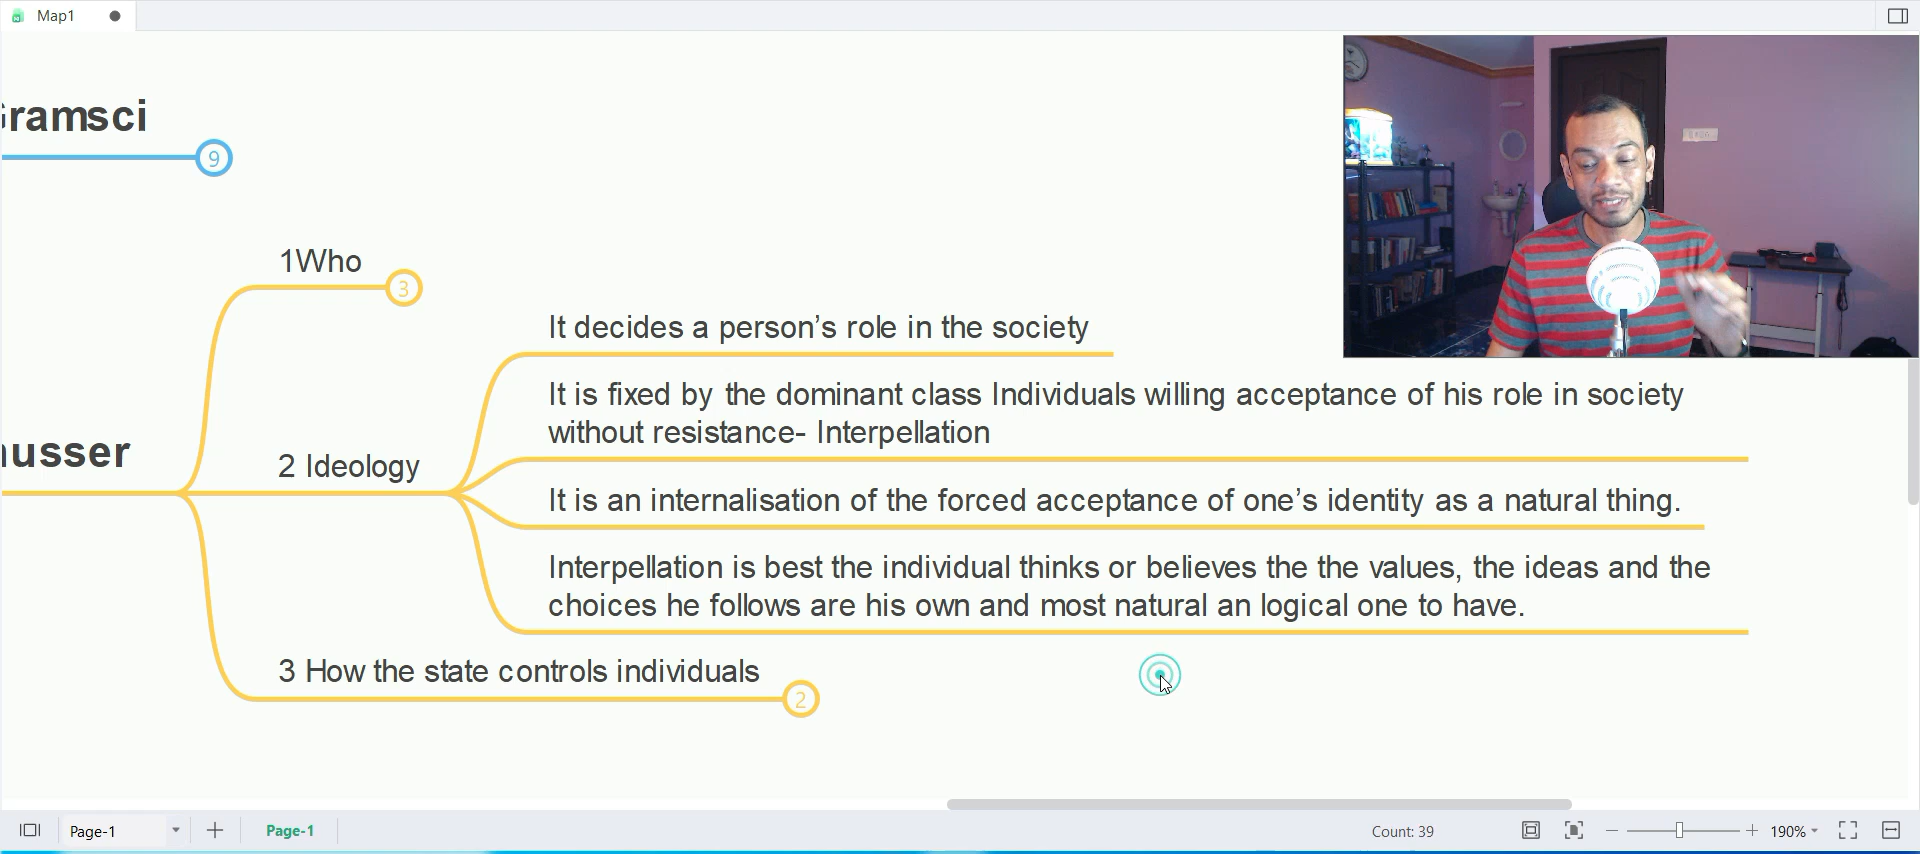 Map1
Gramsci
9
1Who
3
It decides a person’s role in the society
It is fixed by the dominant class Individuals willing acceptance of his role in society
without resistance- Interpellation
usser
2 Ideology
It is an internalisation of the forced acceptance of one’s identity as a natural thing.
Interpellation is best the individual thinks or believes the the values, the ideas and the
choices he follows are his own and most natural an logical one to have.
3 How the state controls individuals
2
Page-1
Page-1
Count: 39
190%